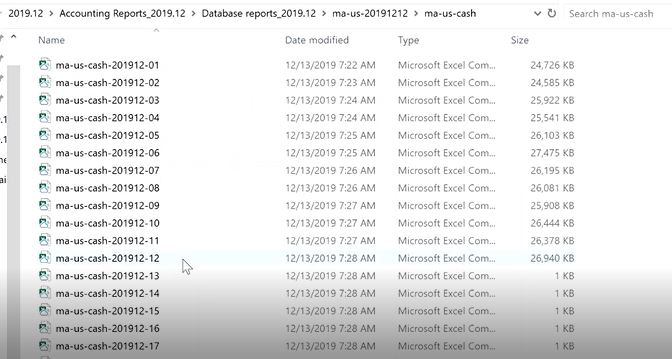 2019.12 > Accounting Reports_2019.12 > Database reports_2019.12 > ma-us-20191212 > ma-us-cash Search ma-us-cash
Name Date modified Type Size
ma-us-cash-201912-01 12/13/2019 7:22 AM Microsoft Excel Com... 24,726 KB
ma-us-cash-201912-02 12/13/2019 7:23 AM Microsoft Excel Com... 24,585 KB
ma-us-cash-201912-03 12/13/2019 7:24 AM Microsoft Excel Com... 25,922 KB
ma-us-cash-201912-04 12/13/2019 7:24 AM Microsoft Excel Com... 25,541 KB
ma-us-cash-201912-05 12/13/2019 7:25 AM Microsoft Excel Com... 26,103 KB
ma-us-cash-201912-06 12/13/2019 7:25 AM Microsoft Excel Com... 27,475 KB
ma-us-cash-201912-07 12/13/2019 7:26 AM Microsoft Excel Com... 26,195 KB
ma-us-cash-201912-08 12/13/2019 7:26 AM Microsoft Excel Com... 26,081 KB
ma-us-cash-201912-09 12/13/2019 7:27 AM Microsoft Excel Com... 25,908 KB
ma-us-cash-201912-10 12/13/2019 7:27 AM Microsoft Excel Com... 26,444 KB
ma-us-cash-201912-11 12/13/2019 7:27 AM Microsoft Excel Com... 26,378 KB
ma-us-cash-201912-12 12/13/2019 7:28 AM Microsoft Excel Com... 26,940 KB
ma-us-cash-201912-13 12/13/2019 7:28 AM Microsoft Excel Com... 1 KB
ma-us-cash-201912-14 12/13/2019 7:28 AM Microsoft Excel Com... 1 KB
ma-us-cash-201912-15 12/13/2019 7:28 AM Microsoft Excel Com... 1 KB
ma-us-cash-201912-16 12/13/2019 7:28 AM Microsoft Excel Com... 1 KB
ma-us-cash-201912-17 12/13/2019 7:28 AM Microsoft Excel Com... 1 KB